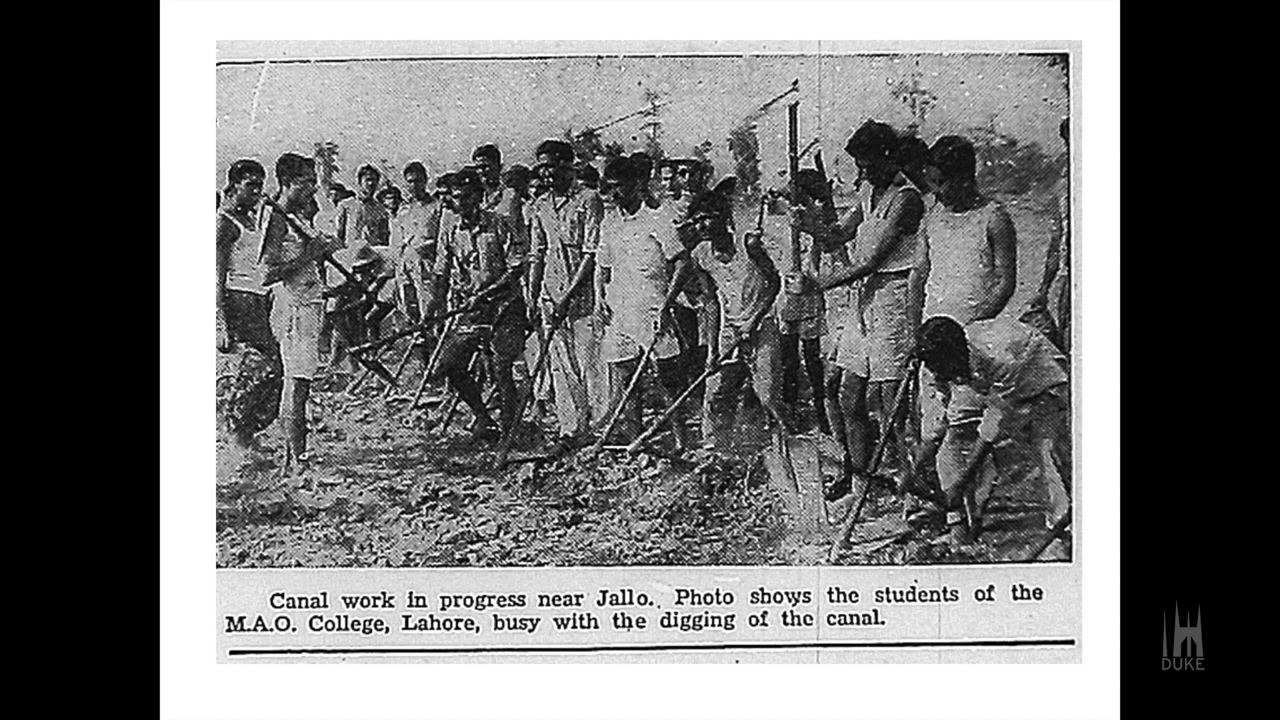 Canal work in progress near Jallo. Photo shows the students of the
M.A.O. College, Lahore, busy with the digging of the canal.
DUKE